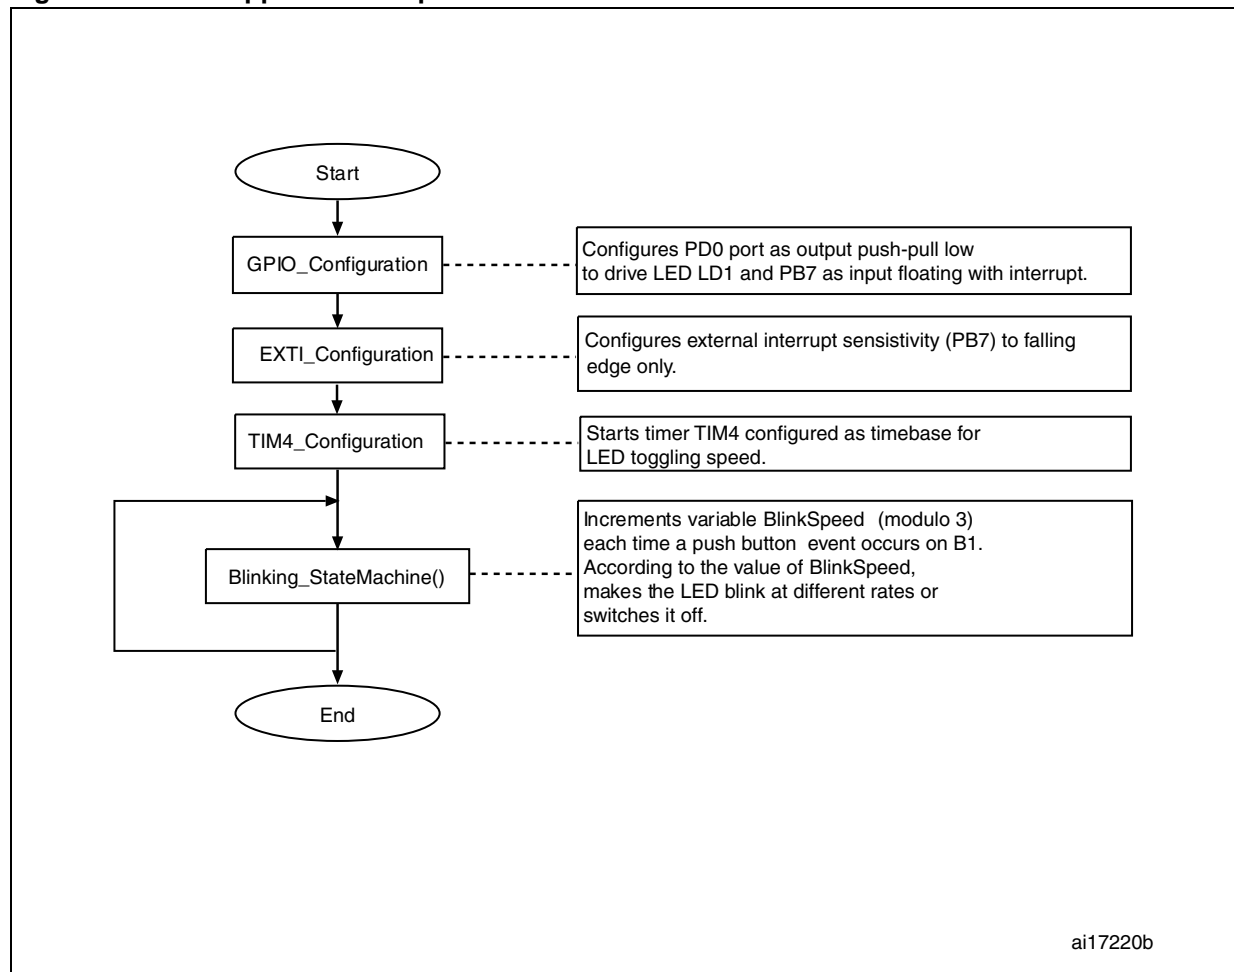 Start
GPIO_Configuration
Configures PD0 port as output push-pull low
to drive LED LD1 and PB7 as input floating with interrupt.
EXTI_Configuration
Configures external interrupt sensistivity (PB7) to falling
edge only.
TIM4_Configuration
Starts timer TIM4 configured as timebase for
LED toggling speed.
Blinking_StateMachine()
Increments variable BlinkSpeed (modulo 3)
each time a push button event occurs on B1.
According to the value of BlinkSpeed,
makes the LED blink at different rates or
switches it off.
End
ai17220b